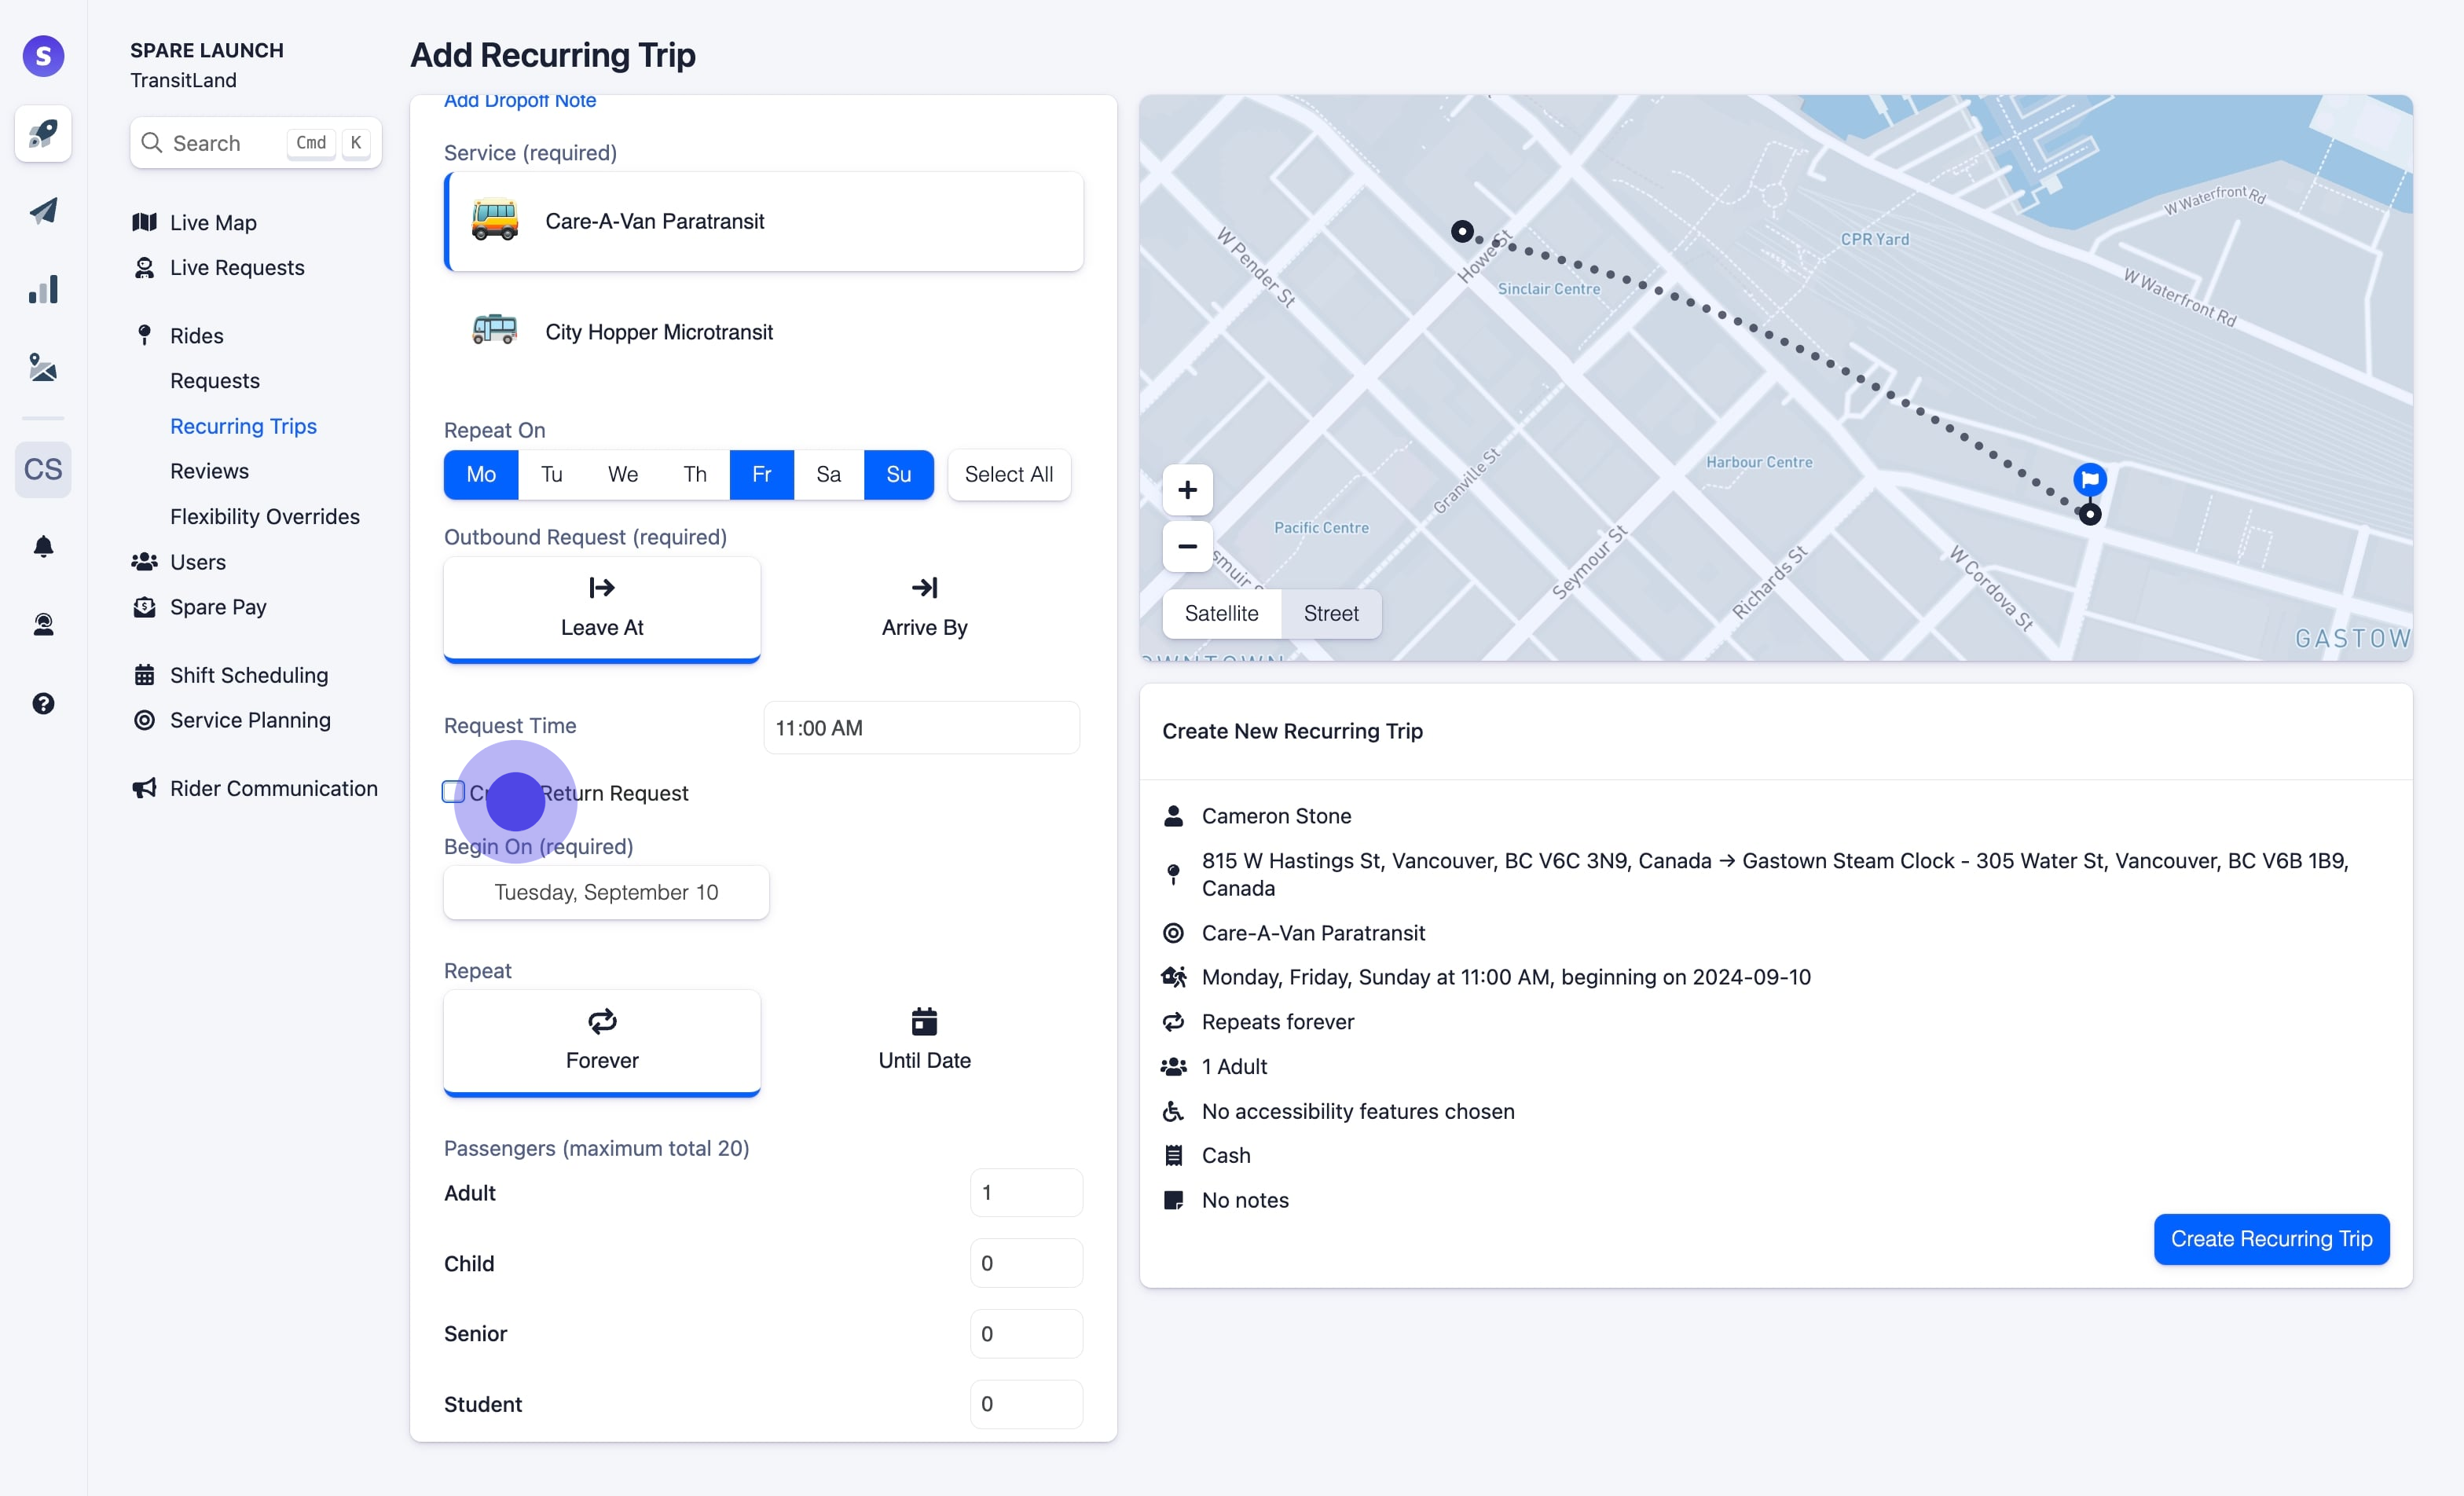 S
SPARE LAUNCH
TransitLand
Search Cmd K
Live Map
Live Requests
Rides
Requests
Recurring Trips
CS
Reviews
Flexibility Overrides
Users
Spare Pay
Shift Scheduling
Service Planning
Rider Communication
Add Recurring Trip
Add Dropoff Note
Service (required)
Care-A-Van Paratransit
City Hopper Microtransit
Repeat On
Mo Tu We Th Fr Sa Su Select All
Outbound Request (required)
Leave At Arrive By
Request Time 11:00 AM
Return Request
Begin On (required)
Tuesday, September 10
Repeat
Forever Until Date
Passengers (maximum total 20)
Adult 1
Child 0
Senior 0
Student 0
W Pender St
Howe St
Sinclair Centre
CPR Yard
W Waterfront Rd
W Waterfront Rd
Granville St
Harbour Centre
Pacific Centre
Seymour St
Richards St
W Cordova St
GASTOW
+
−
Satellite Street
Create New Recurring Trip
Cameron Stone
815 W Hastings St, Vancouver, BC V6C 3N9, Canada → Gastown Steam Clock - 305 Water St, Vancouver, BC V6B 1B9,
Canada
Care-A-Van Paratransit
Monday, Friday, Sunday at 11:00 AM, beginning on 2024-09-10
Repeats forever
1 Adult
No accessibility features chosen
Cash
No notes
Create Recurring Trip